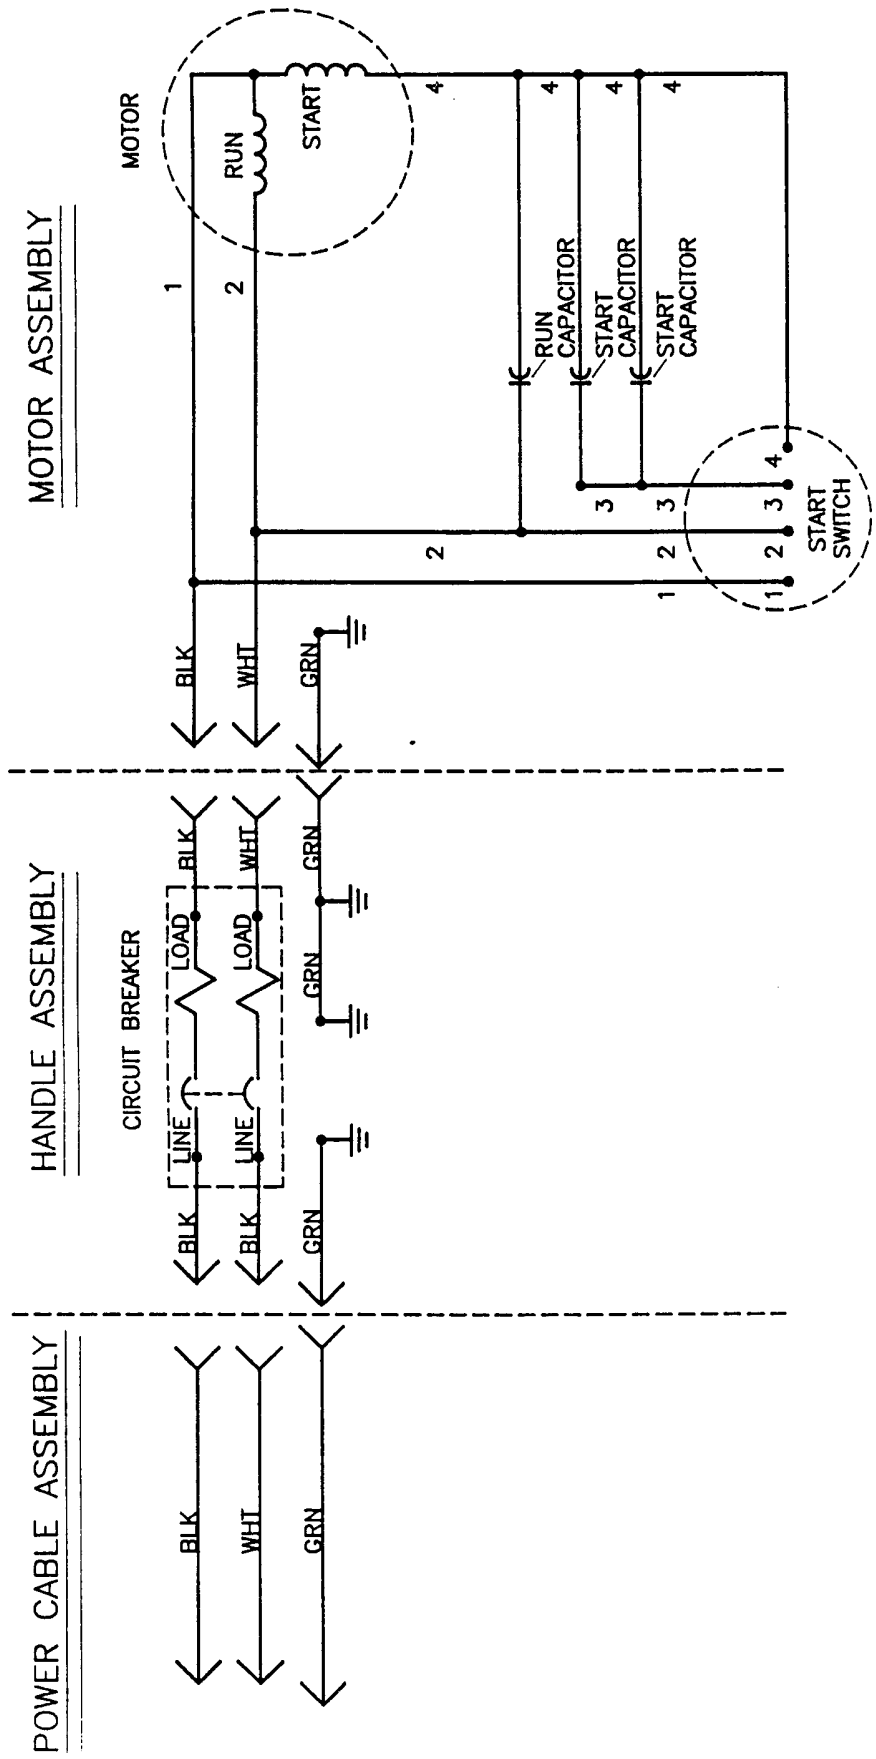 POWER CABLE ASSEMBLY
HANDLE ASSEMBLY
MOTOR ASSEMBLY
BLK
WHT
GRN
CIRCUIT BREAKER
BLK
LINE
LOAD
BLK
BLK
LINE
LOAD
WHT
GRN
GRN
GRN
MOTOR
BLK
1
WHT
2
RUN
GRN
START
2
4
RUN
CAPACITOR
4
3
START
CAPACITOR
4
1
2
3
START
CAPACITOR
4
1
2
3
4
START
SWITCH